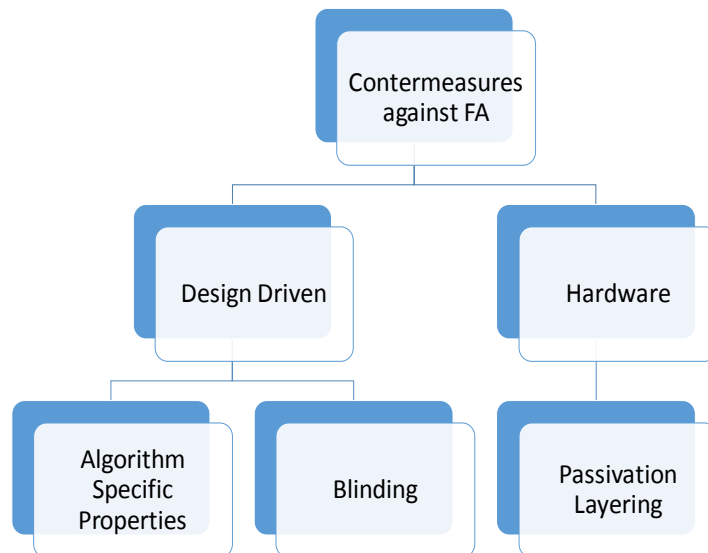 Contermeasures
against FA
Design Driven
Hardware
Algorithm
Specific
Properties
Blinding
Passivation
Layering